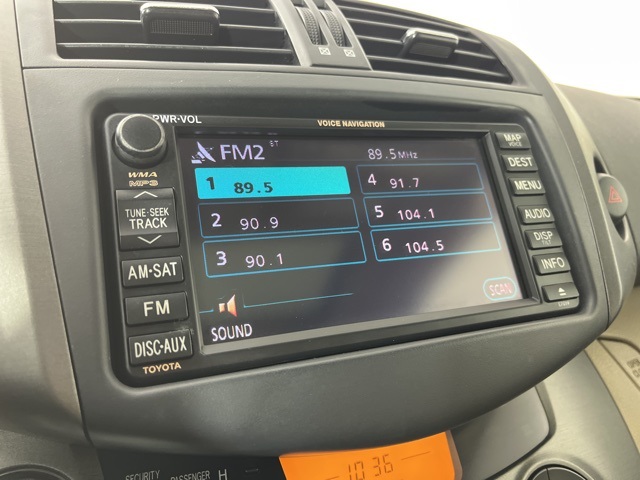 PWR·VOL
VOICE NAVIGATION
WMA
MP3
TUNE·SEEK
TRACK
AM·SAT
FM
DISC·AUX
TOYOTA
FM2
ST
89.5 MHz
1 89.5
2 90.9
3 90.1
4 91.7
5 104.1
6 104.5
SCAN
SOUND
MAP
VOICE
DEST
MENU
AUDIO
DISP
INFO
SECURITY
PASSENGER
H
10:36